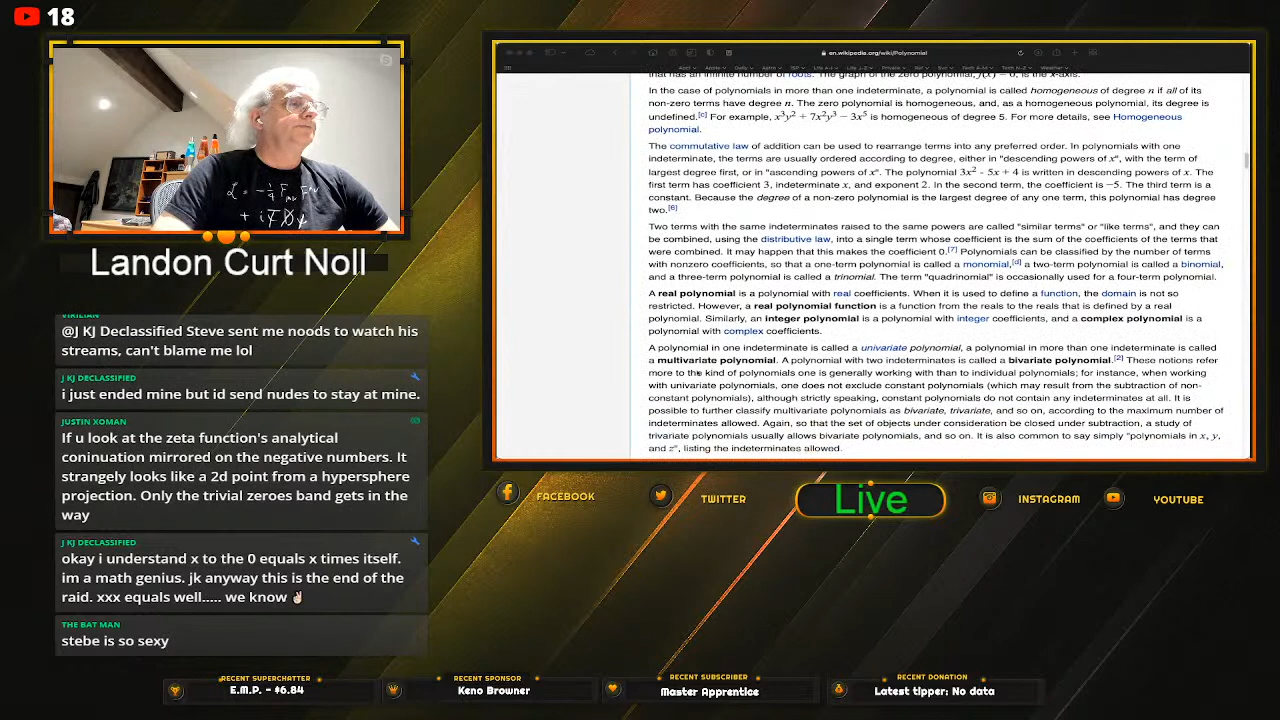 18
Landon Curt Noll
VIRILIAN
@J KJ Declassified Steve sent me noods to watch his
streams, can't blame me lol
J KJ DECLASSIFIED
i just ended mine but id send nudes to stay at mine.
JUSTIN XOMAN
If u look at the zeta function's analytical
coninuation mirrored on the negative numbers. It
strangely looks like a 2d point from a hypersphere
projection. Only the trivial zeroes band gets in the
way
J KJ DECLASSIFIED
okay i understand x to the 0 equals x times itself.
im a math genius. jk anyway this is the end of the
raid. xxx equals well..... we know ✌🏻
THE BAT MAN
stebe is so sexy
en.wikipedia.org/wiki/Polynomial
that has an infinite number of roots. The graph of the zero polynomial, f(x) = 0, is the x-axis.
In the case of polynomials in more than one indeterminate, a polynomial is called homogeneous of degree n if all of its
non-zero terms have degree n. The zero polynomial is homogeneous, and, as a homogeneous polynomial, its degree is
undefined.[c] For example, x³y² + 7x²y³ − 3x⁵ is homogeneous of degree 5. For more details, see Homogeneous
polynomial.
The commutative law of addition can be used to rearrange terms into any preferred order. In polynomials with one
indeterminate, the terms are usually ordered according to degree, either in "descending powers of x", with the term of
largest degree first, or in "ascending powers of x". The polynomial 3x² - 5x + 4 is written in descending powers of x. The
first term has coefficient 3, indeterminate x, and exponent 2. In the second term, the coefficient is −5. The third term is a
constant. Because the degree of a non-zero polynomial is the largest degree of any one term, this polynomial has degree
two.[6]
Two terms with the same indeterminates raised to the same powers are called "similar terms" or "like terms", and they can
be combined, using the distributive law, into a single term whose coefficient is the sum of the coefficients of the terms that
were combined. It may happen that this makes the coefficient 0.[7] Polynomials can be classified by the number of terms
with nonzero coefficients, so that a one-term polynomial is called a monomial,[d] a two-term polynomial is called a binomial,
and a three-term polynomial is called a trinomial. The term "quadrinomial" is occasionally used for a four-term polynomial.
A real polynomial is a polynomial with real coefficients. When it is used to define a function, the domain is not so
restricted. However, a real polynomial function is a function from the reals to the reals that is defined by a real
polynomial. Similarly, an integer polynomial is a polynomial with integer coefficients, and a complex polynomial is a
polynomial with complex coefficients.
A polynomial in one indeterminate is called a univariate polynomial, a polynomial in more than one indeterminate is called
a multivariate polynomial. A polynomial with two indeterminates is called a bivariate polynomial.[2] These notions refer
more to the kind of polynomials one is generally working with than to individual polynomials; for instance, when working
with univariate polynomials, one does not exclude constant polynomials (which may result from the subtraction of non-
constant polynomials), although strictly speaking, constant polynomials do not contain any indeterminates at all. It is
possible to further classify multivariate polynomials as bivariate, trivariate, and so on, according to the maximum number of
indeterminates allowed. Again, so that the set of objects under consideration be closed under subtraction, a study of
trivariate polynomials usually allows bivariate polynomials, and so on. It is also common to say simply "polynomials in x, y,
and z", listing the indeterminates allowed.
FACEBOOK
TWITTER
Live
INSTAGRAM
YOUTUBE
RECENT SUPERCHATTER
E.M.P. - $6.84
RECENT SPONSOR
Keno Browner
RECENT SUBSCRIBER
Master Apprentice
RECENT DONATION
Latest tipper: No data